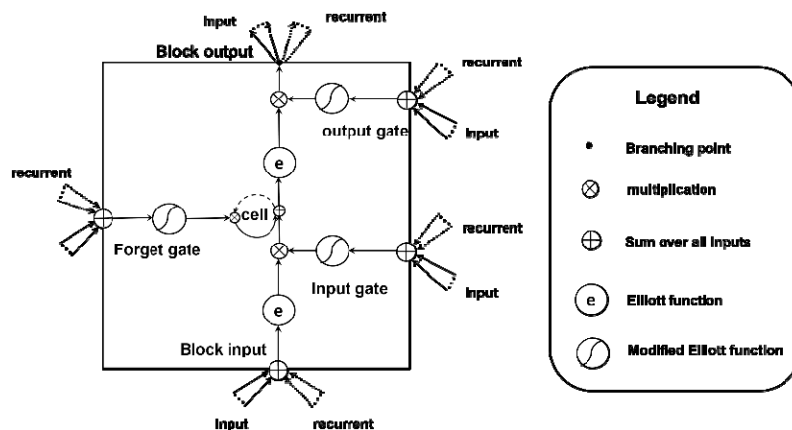 Input
recurrent
Block output
recurrent
output gate
Input
recurrent
cell
Forget gate
recurrent
Input gate
Input
e
e
Block input
Input
recurrent
Legend
Branching point
multiplication
Sum over all inputs
e
Elliott function
Modified Elliott function